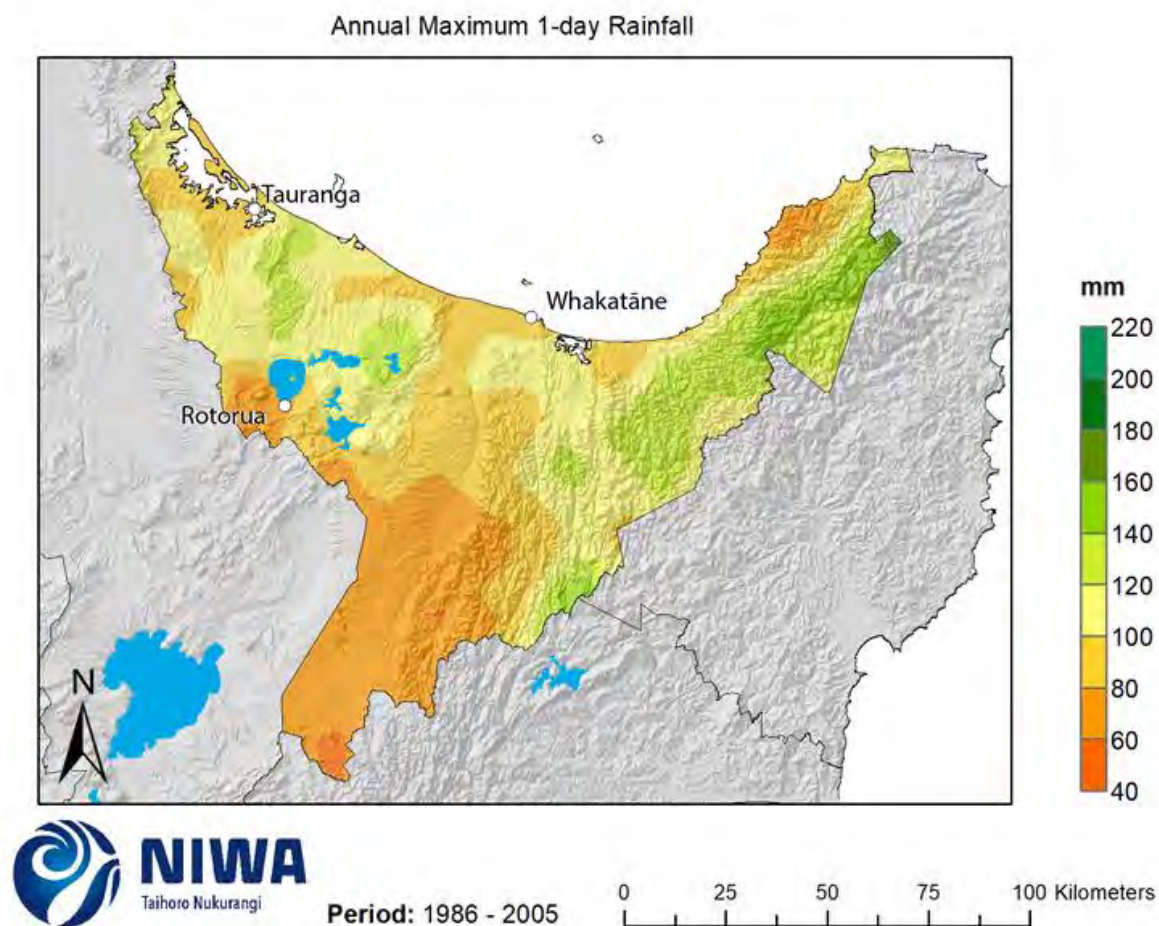 Annual Maximum 1-day Rainfall
Tauranga
Whakatāne
Rotorua
N
mm
220
200
180
160
140
120
100
80
60
40
NIWA
Taihoro Nukurangi
Period: 1986 - 2005
0 25 50 75 100 Kilometers